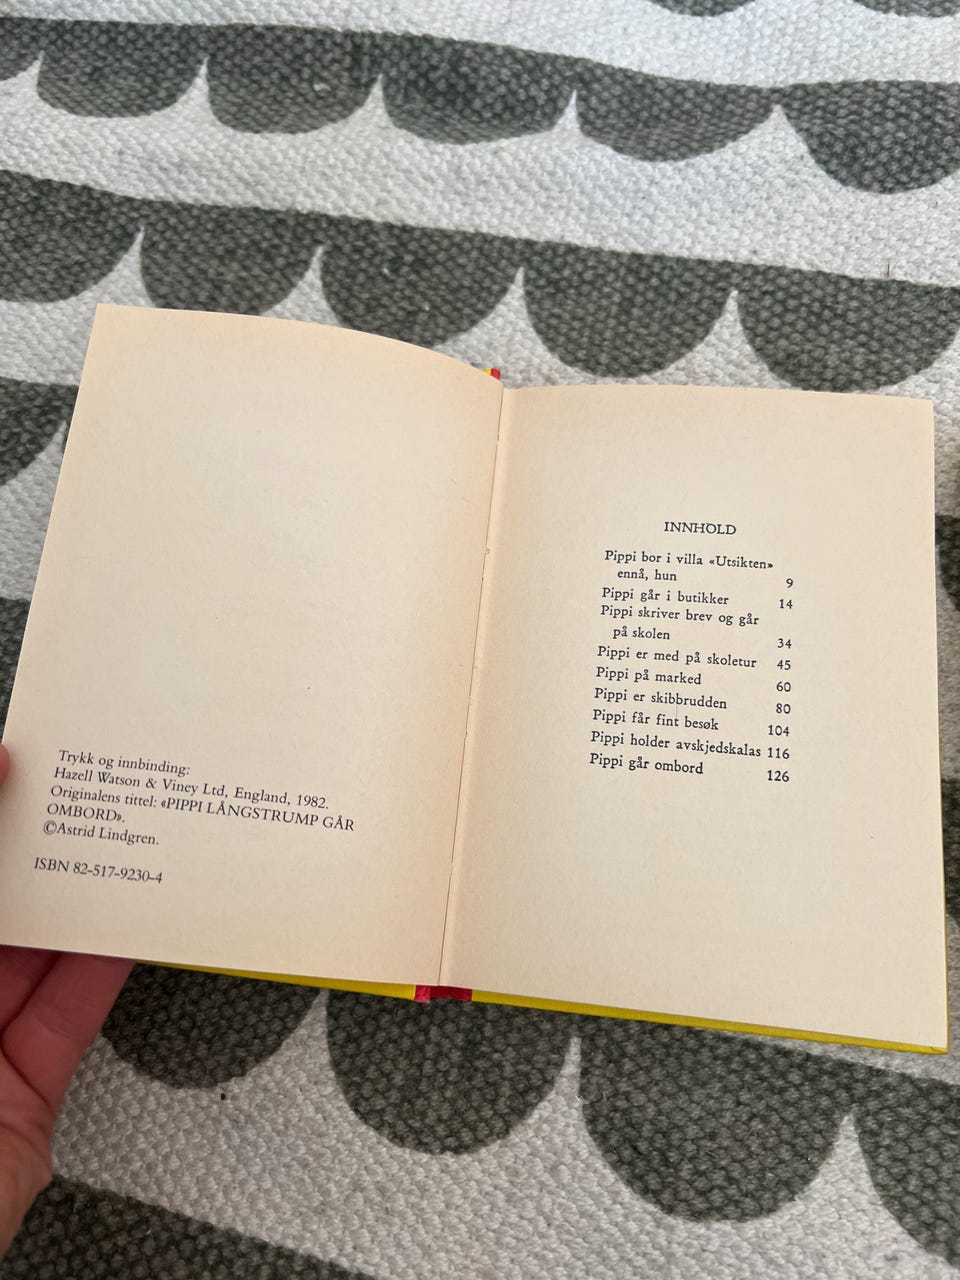 Trykk og innbinding:
Hazell Watson & Viney Ltd, England, 1982.
Originalens tittel: «PIPPI LÅNGSTRUMP GÅR
OMBORD».
©Astrid Lindgren.
ISBN 82-517-9230-4
INNHOLD
Pippi bor i villa «Utsikten»
ennå, hun 9
Pippi går i butikker 14
Pippi skriver brev og går
på skolen 34
Pippi er med på skoletur 45
Pippi på marked 60
Pippi er skibbrudden 80
Pippi får fint besøk 104
Pippi holder avskjedskalas 116
Pippi går ombord 126